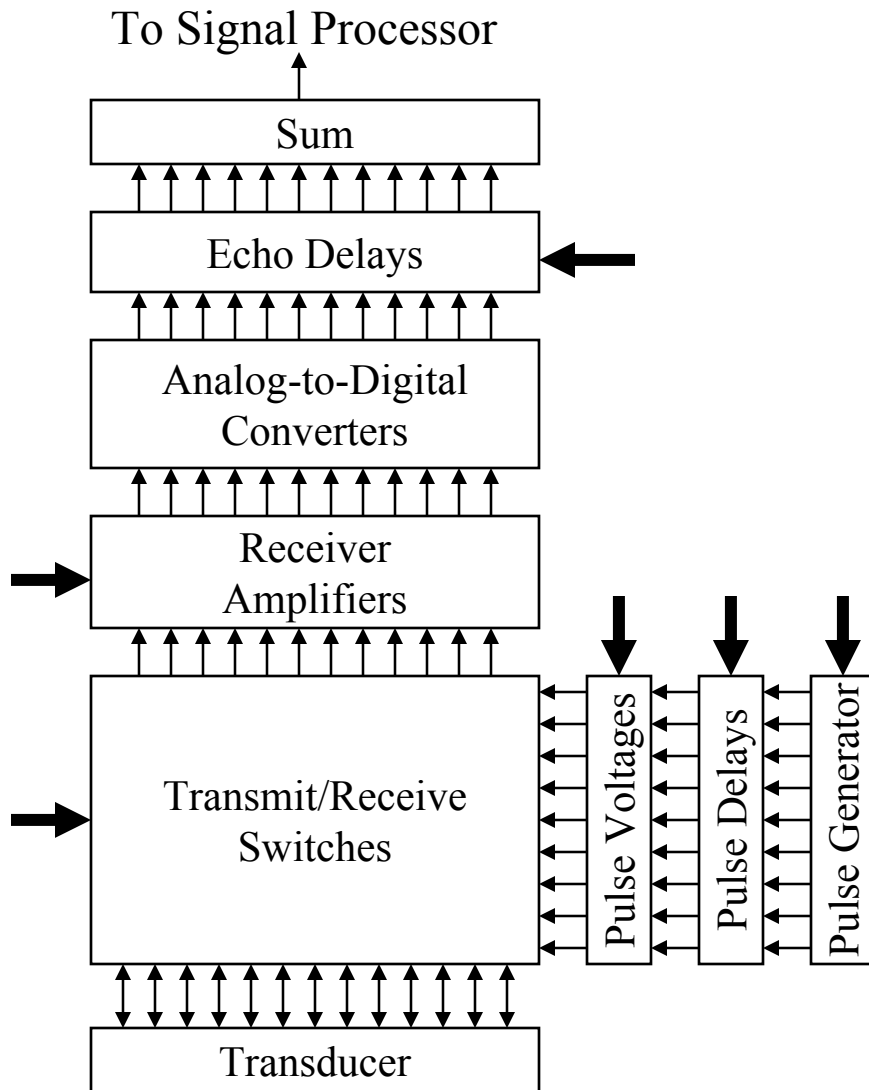 To Signal Processor
Sum
Echo Delays
Analog-to-Digital
Converters
Receiver
Amplifiers
Transmit/Receive
Switches
Pulse Voltages
Pulse Delays
Pulse Generator
Transducer